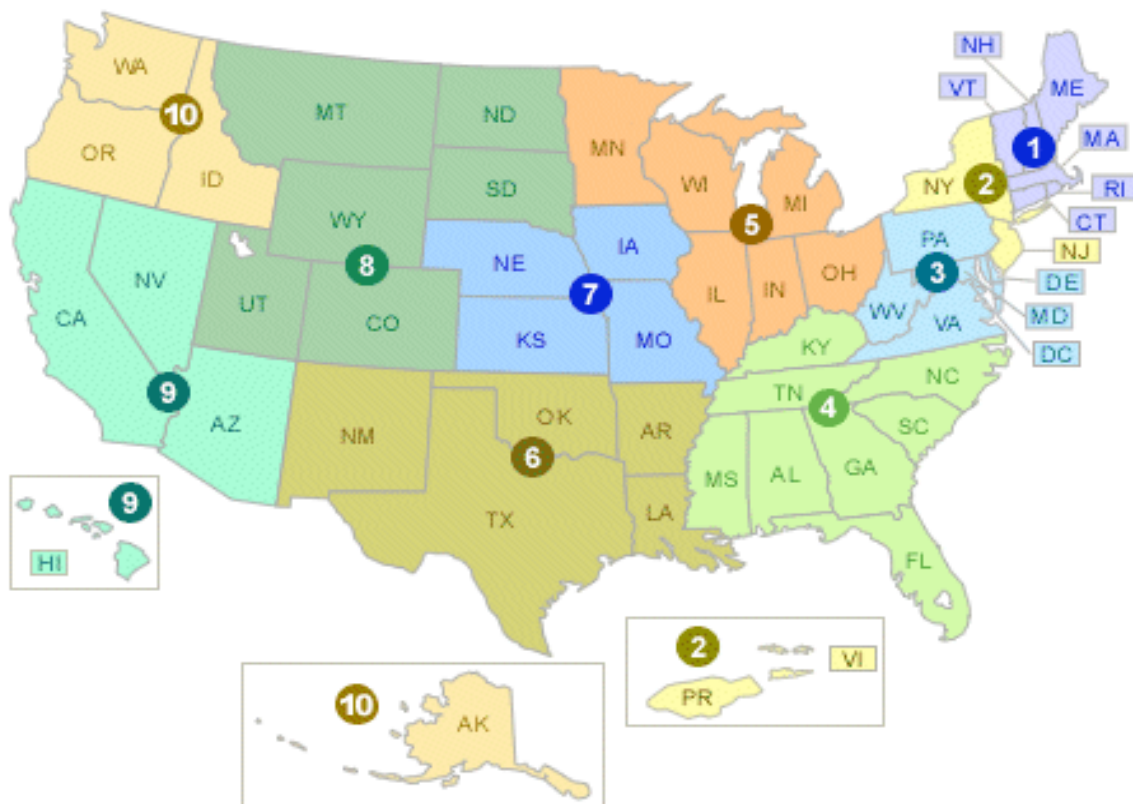 NH
WA
VT
ME
10
MT
ND
MN
OR
ID
SD
WI
MI
NY
2
1
MA
RI
CT
WY
5
PA
NJ
NE
IA
8
3
DE
NV
UT
CO
7
IL
IN
OH
WV
VA
MD
CA
KS
MO
KY
DC
9
TN
4
NC
AZ
NM
OK
AR
SC
6
MS
AL
GA
TX
LA
9
HI
FL
2
VI
PR
10
AK